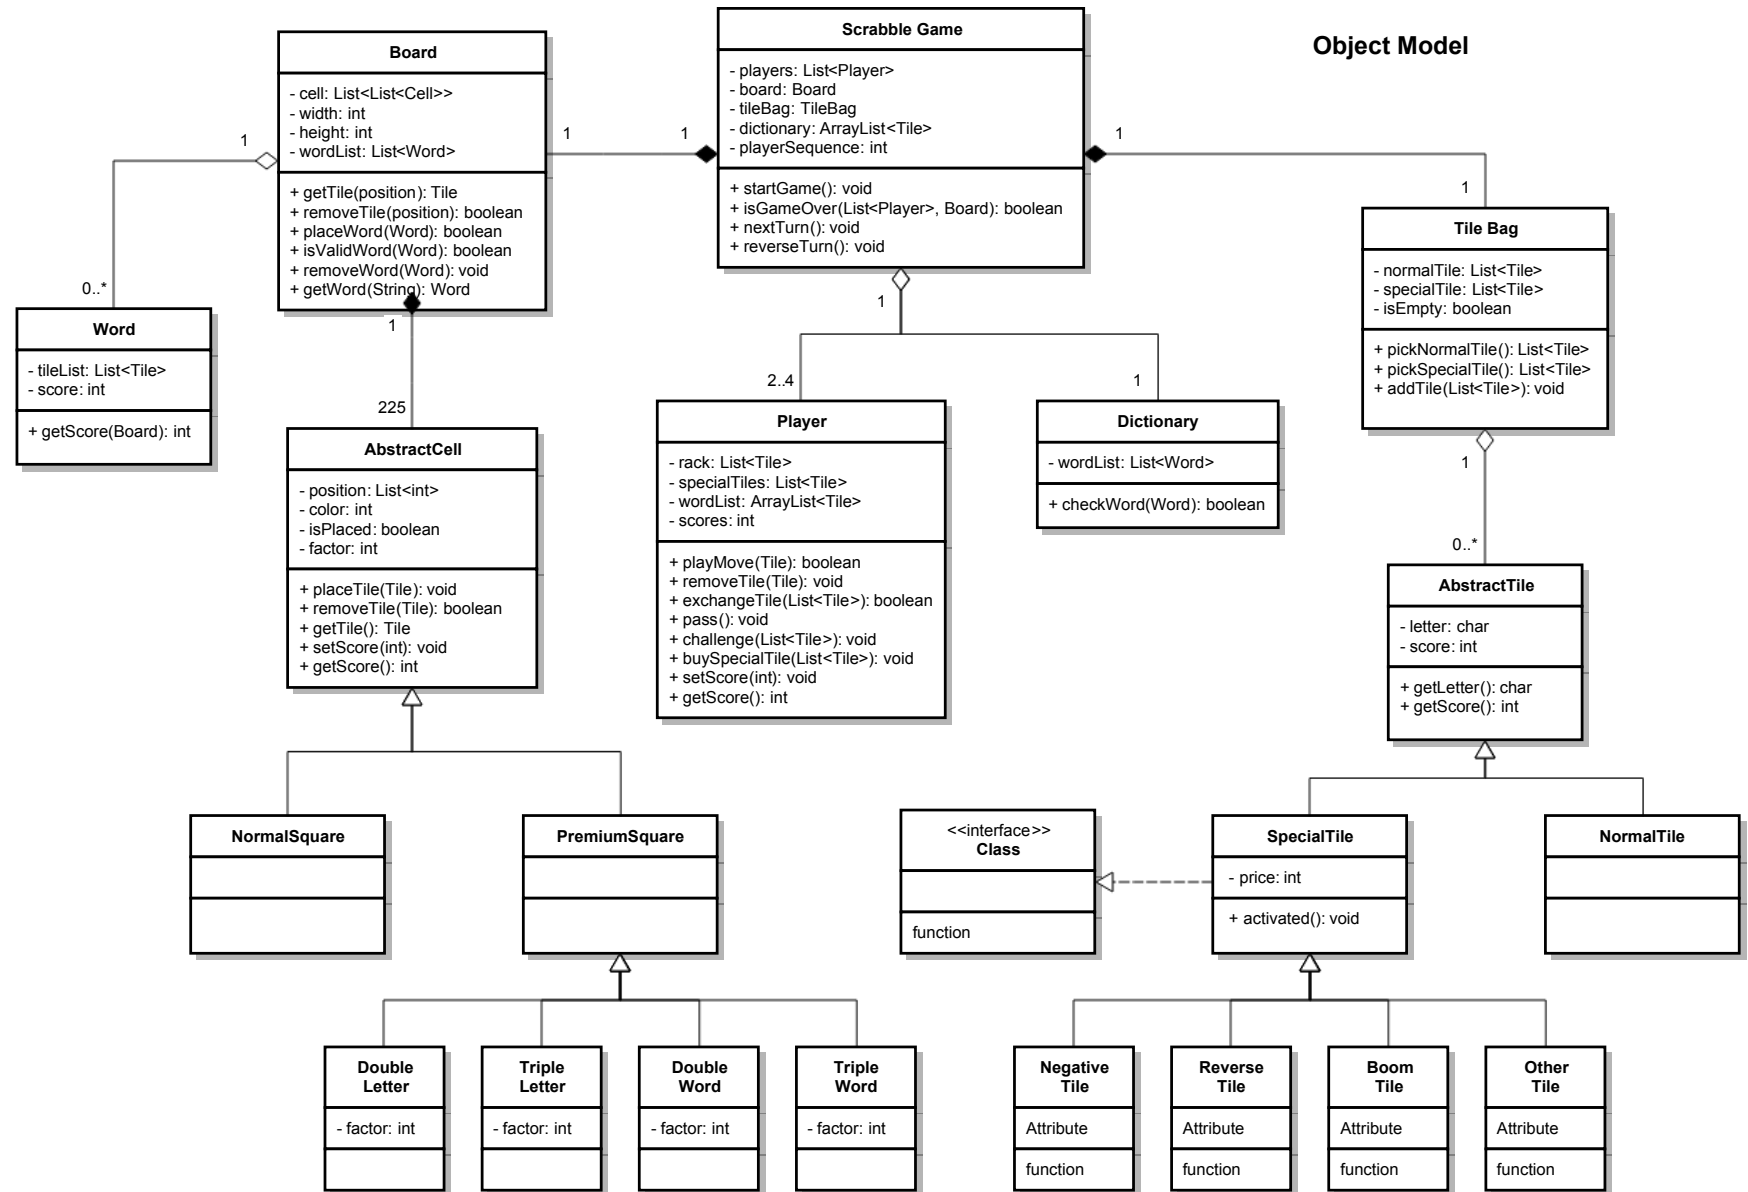 Object Model
Scrabble Game
- players: List<Player>
- board: Board
- tileBag: TileBag
- dictionary: ArrayList<Tile>
- playerSequence: int
+ startGame(): void
+ isGameOver(List<Player>, Board): boolean
+ nextTurn(): void
+ reverseTurn(): void
Board
- cell: List<List<Cell>>
- width: int
- height: int
- wordList: List<Word>
+ getTile(position): Tile
+ removeTile(position): boolean
+ placeWord(Word): boolean
+ isValidWord(Word): boolean
+ removeWord(Word): void
+ getWord(String): Word
1
1
1
1
1
0..*
1
225
1
2..4
1
1
0..*
Tile Bag
- normalTile: List<Tile>
- specialTile: List<Tile>
- isEmpty: boolean
+ pickNormalTile(): List<Tile>
+ pickSpecialTile(): List<Tile>
+ addTile(List<Tile>): void
1
Word
- tileList: List<Tile>
- score: int
+ getScore(Board): int
AbstractCell
- position: List<int>
- color: int
- isPlaced: boolean
- factor: int
+ placeTile(Tile): void
+ removeTile(Tile): boolean
+ getTile(): Tile
+ setScore(int): void
+ getScore(): int
Player
- rack: List<Tile>
- specialTiles: List<Tile>
- wordList: ArrayList<Tile>
- scores: int
+ playMove(Tile): boolean
+ removeTile(Tile): void
+ exchangeTile(List<Tile>): boolean
+ pass(): void
+ challenge(List<Tile>): void
+ buySpecialTile(List<Tile>): void
+ setScore(int): void
+ getScore(): int
Dictionary
- wordList: List<Word>
+ checkWord(Word): boolean
AbstractTile
- letter: char
- score: int
+ getLetter(): char
+ getScore(): int
NormalSquare
PremiumSquare
<<interface>>
Class
function
SpecialTile
- price: int
+ activated(): void
NormalTile
Double
Letter
- factor: int
Triple
Letter
- factor: int
Double
Word
- factor: int
Triple
Word
- factor: int
Negative
Tile
Attribute
function
Reverse
Tile
Attribute
function
Boom
Tile
Attribute
function
Other
Tile
Attribute
function